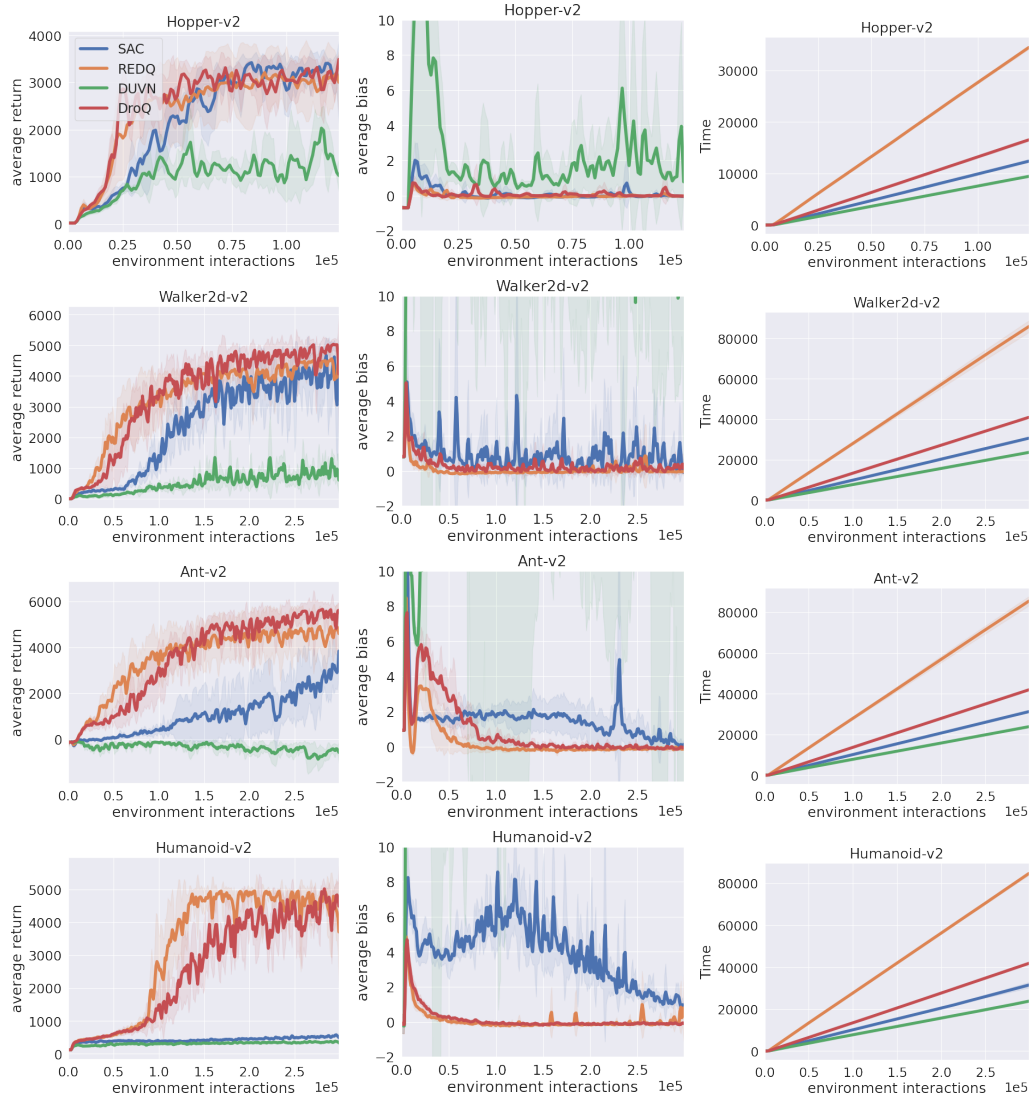 Hopper-v2
average return
4000
3000
2000
1000
0
SAC
REDQ
DUVN
DroQ
0.00 0.25 0.50 0.75 1.00
environment interactions 1e5
Hopper-v2
average bias
10
8
6
4
2
0
−2
0.00 0.25 0.50 0.75 1.00
environment interactions 1e5
Hopper-v2
Time
30000
20000
10000
0
0.00 0.25 0.50 0.75 1.00
environment interactions 1e5
Walker2d-v2
average return
6000
5000
4000
3000
2000
1000
0
0.0 0.5 1.0 1.5 2.0 2.5
environment interactions 1e5
Walker2d-v2
average bias
10
8
6
4
2
0
−2
0.0 0.5 1.0 1.5 2.0 2.5
environment interactions 1e5
Walker2d-v2
Time
80000
60000
40000
20000
0
0.0 0.5 1.0 1.5 2.0 2.5
environment interactions 1e5
Ant-v2
average return
6000
4000
2000
0
0.0 0.5 1.0 1.5 2.0 2.5
environment interactions 1e5
Ant-v2
average bias
10
8
6
4
2
0
−2
0.0 0.5 1.0 1.5 2.0 2.5
environment interactions 1e5
Ant-v2
Time
80000
60000
40000
20000
0
0.0 0.5 1.0 1.5 2.0 2.5
environment interactions 1e5
Humanoid-v2
average return
5000
4000
3000
2000
1000
0
0.0 0.5 1.0 1.5 2.0 2.5
environment interactions 1e5
Humanoid-v2
average bias
10
8
6
4
2
0
−2
0.0 0.5 1.0 1.5 2.0 2.5
environment interactions 1e5
Humanoid-v2
Time
80000
60000
40000
20000
0
0.0 0.5 1.0 1.5 2.0 2.5
environment interactions 1e5